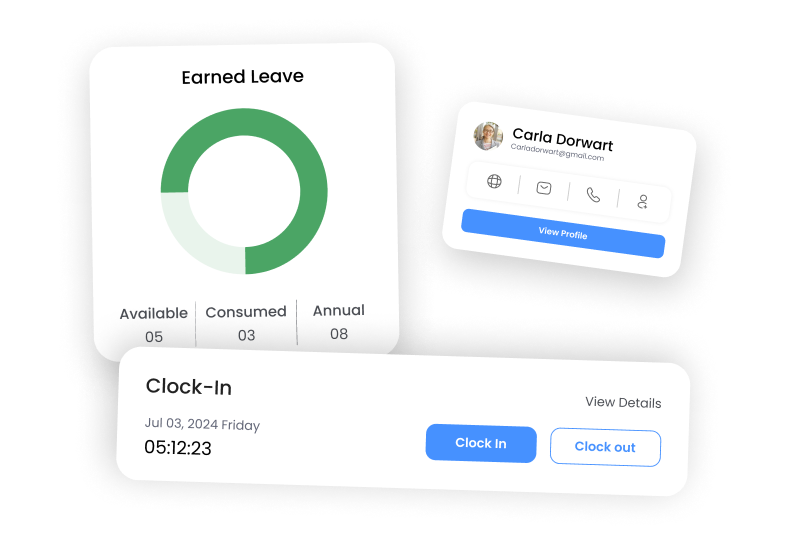 Earned Leave
Available Consumed Annual
05 03 08
Carla Dorwart
Carladorwart@gmail.com
View Profile
Clock-In
View Details
Jul 03, 2024 Friday
05:12:23
Clock In Clock out